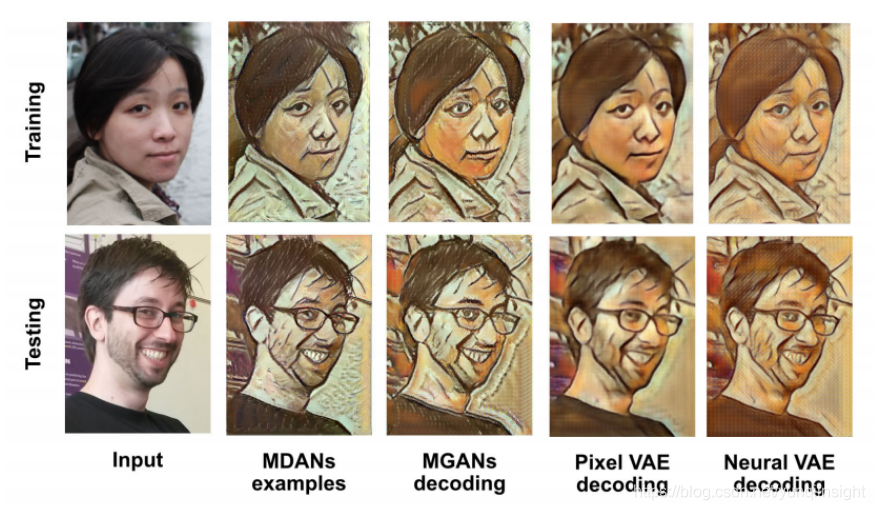 Training
Testing
Input
MDANs
examples
MGANs
decoding
Pixel VAE
decoding
Neural VAE
decoding